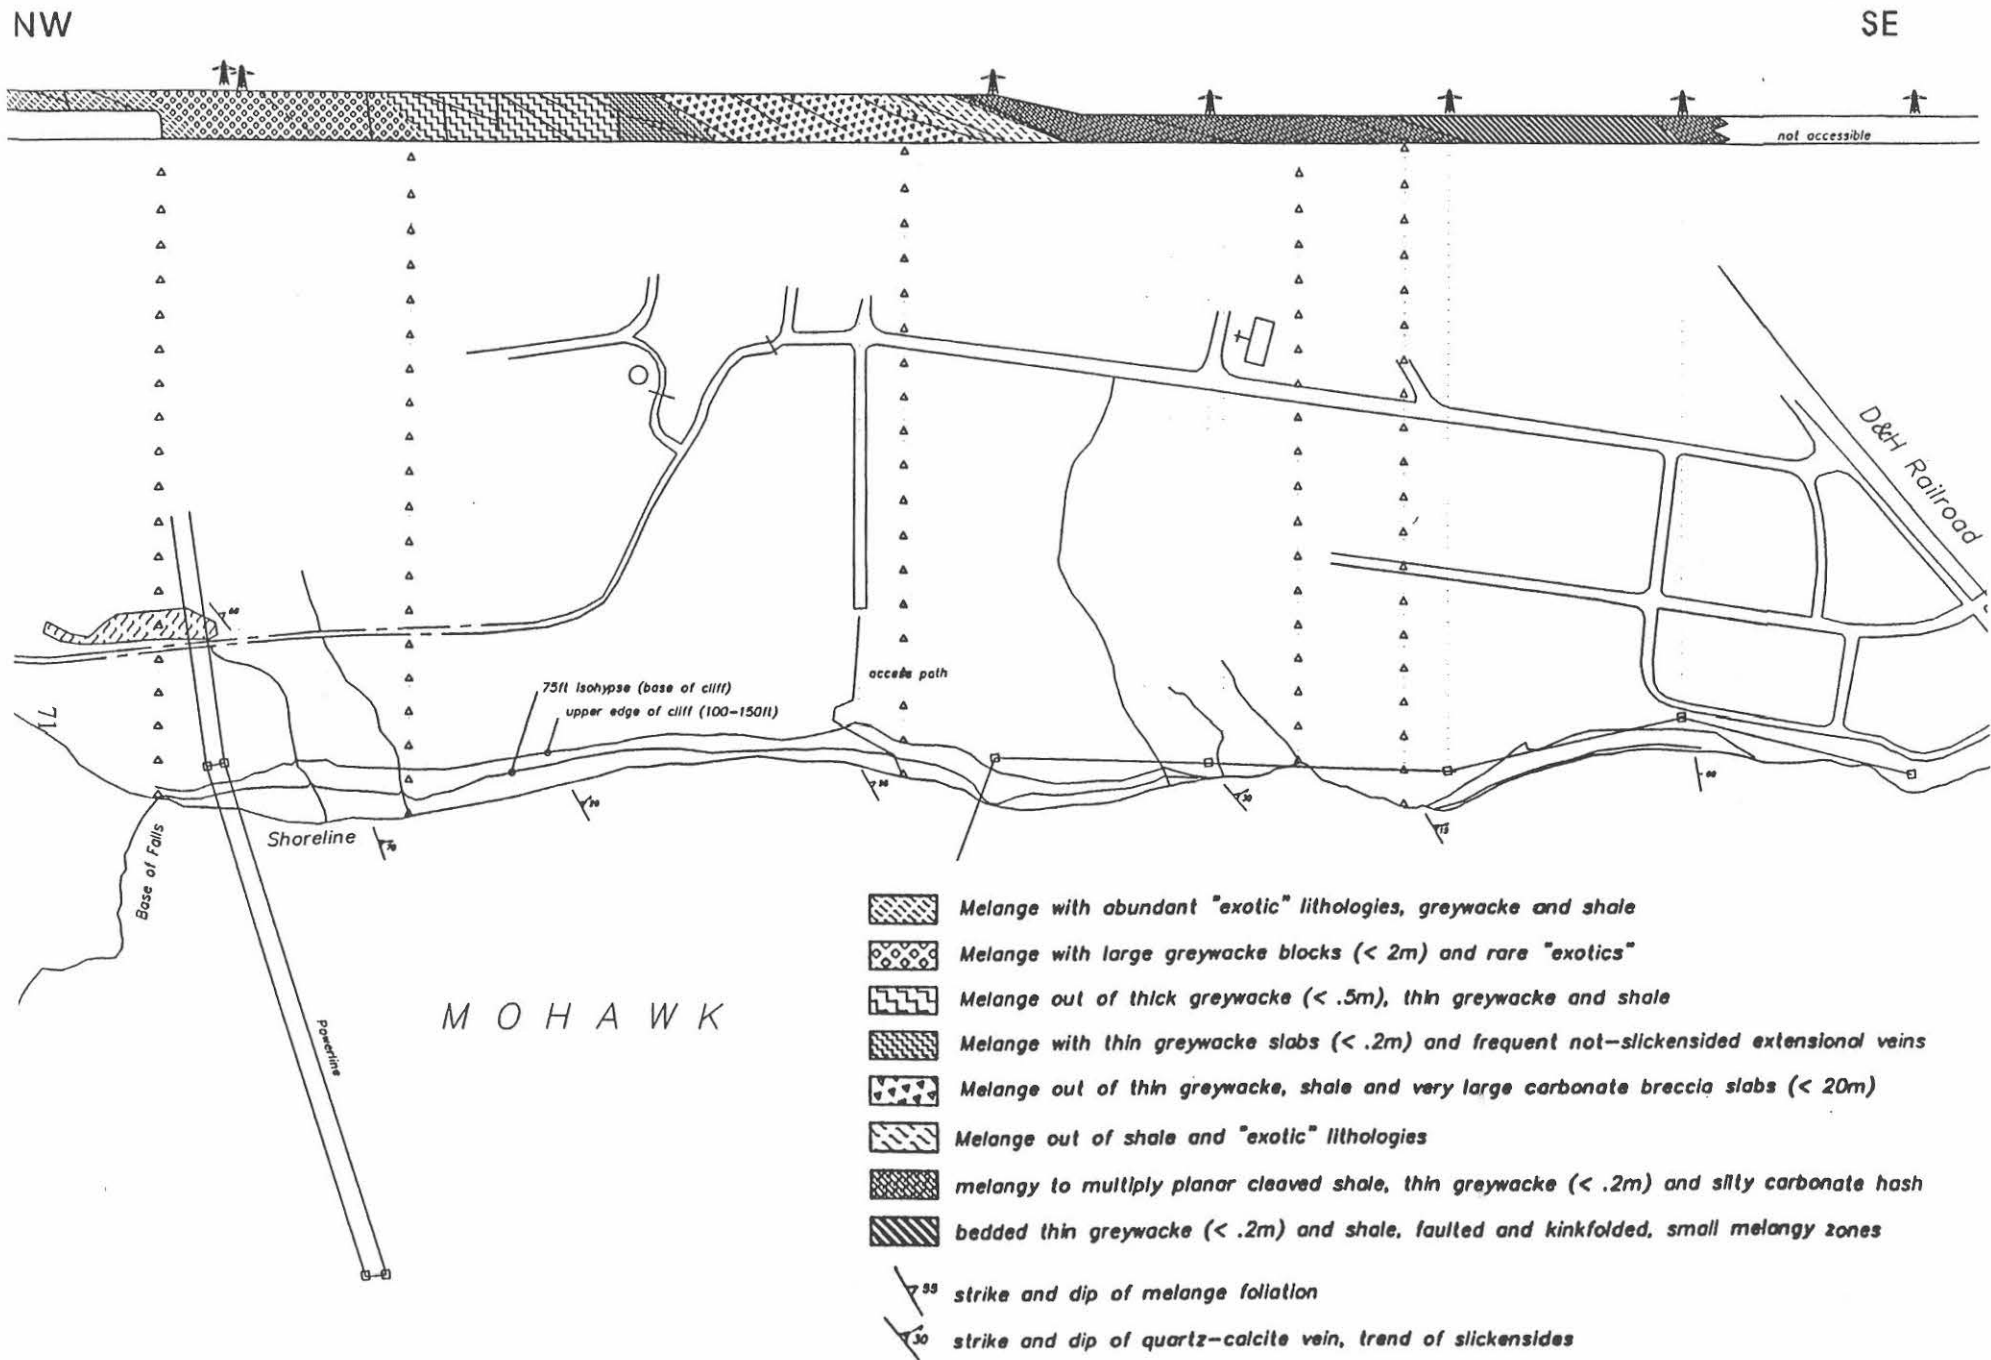 NW
SE
not accessible
D&H Railroad
access path
75ft isohypse (base of cliff)
upper edge of cliff (100-150ft)
60
Shoreline
Base of Falls
70
30
15
Powerline
MOHAWK
Melange with abundant "exotic" lithologies, greywacke and shale
Melange with large greywacke blocks (< 2m) and rare "exotics"
Melange out of thick greywacke (< .5m), thin greywacke and shale
Melange with thin greywacke slabs (< .2m) and frequent not-slickensided extensional veins
Melange out of thin greywacke, shale and very large carbonate breccia slabs (< 20m)
Melange out of shale and "exotic" lithologies
melangy to multiply planar cleaved shale, thin greywacke (< .2m) and silty carbonate hash
bedded thin greywacke (< .2m) and shale, faulted and kinkfolded, small melangy zones
55 strike and dip of melange foliation
30 strike and dip of quartz-calcite vein, trend of slickensides